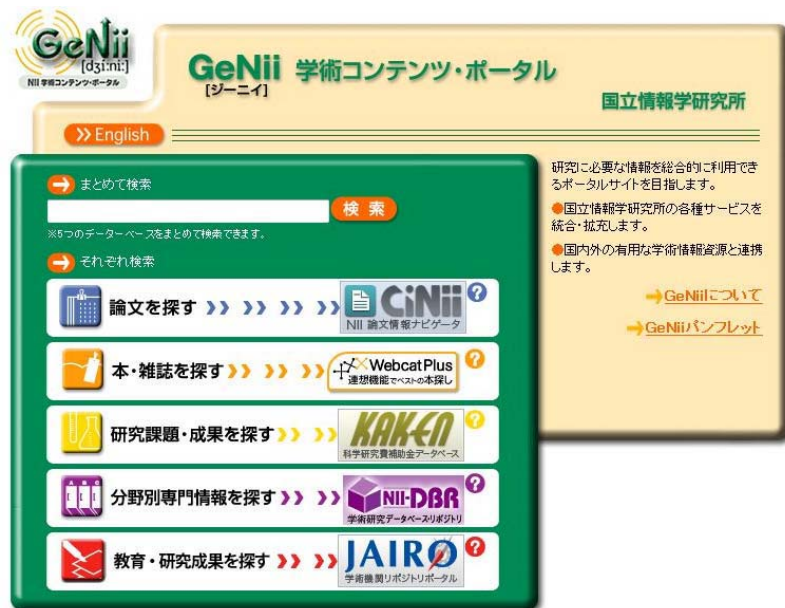 GeNii
[dʒi:ni:]
NII 学術コンテンツ・ポータル
GeNii 学術コンテンツ・ポータル
[ジーニイ]
国立情報学研究所
>> English
まとめて検索
検索
※5つのデーターベースをまとめて検索できます。
それぞれ検索
論文を探す
CiNii
NII 論文情報ナビゲータ
?
本・雑誌を探す
WebcatPlus
連想機能でベストの本探し
?
研究課題・成果を探す
KAKEN
科学研究費補助金データベース
?
A B C
分野別専門情報を探す
NII-DBR
学術研究データベース・リポジトリ
?
教育・研究成果を探す
JAIRO
学術機関リポジトリポータル
?
研究に必要な情報を総合的に利用でき
るポータルサイトを目指します。
●国立情報学研究所の各種サービスを
統合・拡充します。
●国内外の有用な学術情報資源と連携
します。
GeNiiについて
GeNiiパンフレット